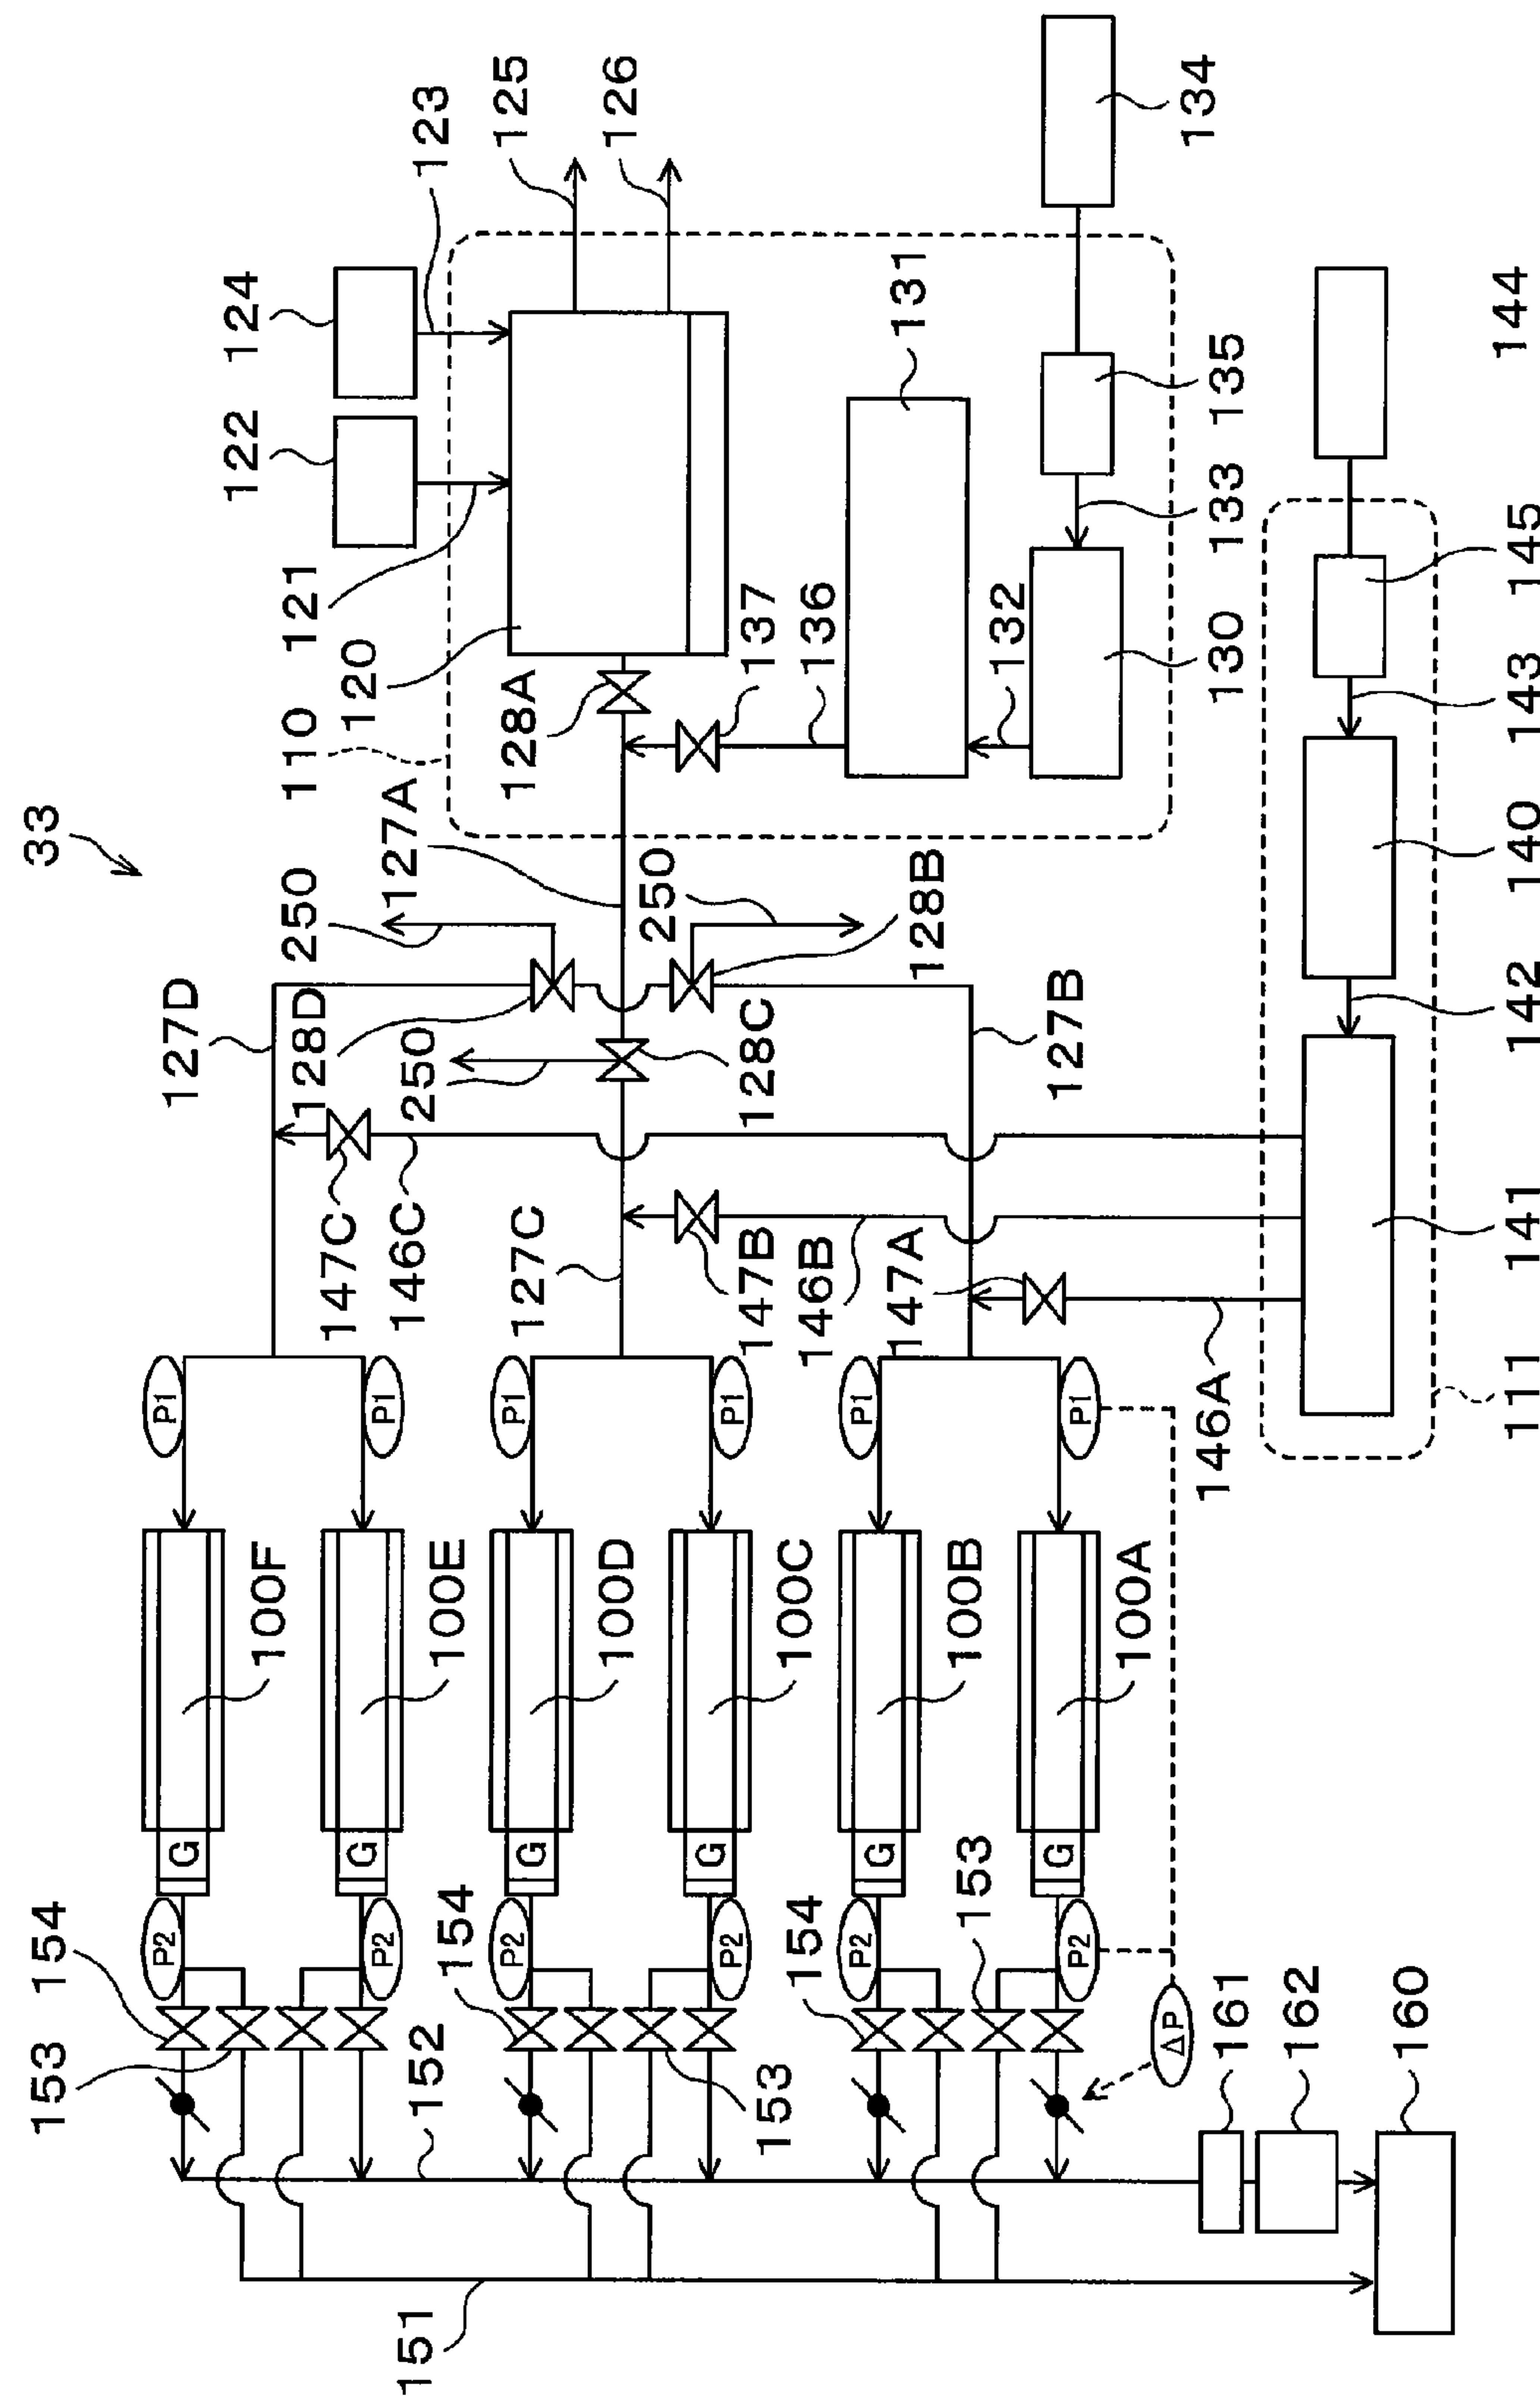 33
154
153
152
151
P2
P2
P2
P2
P2
P2
154
153
154
153
G
G
G
G
G
G
100F
100E
100D
100C
100B
100A
P1
P1
P1
P1
P1
P1
ΔP
161
162
160
127D
250
128D
250
147C
146C
127C
127A
250
128C
128B
147B
146B
147A
127B
146A
110
120
121
122
124
123
125
126
128A
137
136
131
132
130
133
135
134
111
141
142
140
143
145
144